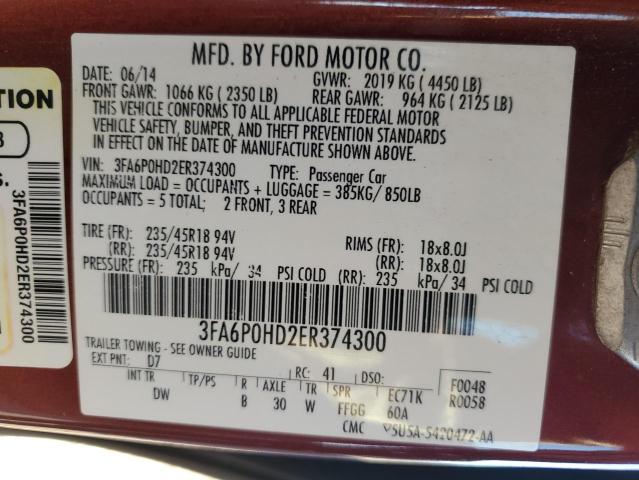 MFD. BY FORD MOTOR CO.
DATE: 06/14 GVWR: 2019 KG ( 4450 LB)
FRONT GAWR: 1066 KG ( 2350 LB) REAR GAWR: 964 KG ( 2125 LB)
THIS VEHICLE CONFORMS TO ALL APPLICABLE FEDERAL MOTOR
VEHICLE SAFETY, BUMPER, AND THEFT PREVENTION STANDARDS
IN EFFECT ON THE DATE OF MANUFACTURE SHOWN ABOVE.
VIN: 3FA6P0HD2ER374300 TYPE: Passenger Car
MAXIMUM LOAD = OCCUPANTS + LUGGAGE = 385KG/ 850LB
OCCUPANTS = 5 TOTAL; 2 FRONT, 3 REAR
TIRE (FR): 235/45R18 94V RIMS (FR): 18x8.0J
(RR): 235/45R18 94V (RR): 18x8.0J
PRESSURE (FR): 235 kPa/ 34 PSI COLD (RR): 235 kPa/ 34 PSI COLD
3FA6P0HD2ER374300
TRAILER TOWING - SEE OWNER GUIDE
EXT PNT: D7 RC: 41 DSO: F0048
INT TR TP/PS R AXLE TR SPR EC71K R0058
DW B 30 W FFGG 60A
CMC 5U5A-5420472-AA
TION
3
S.
3FA6P0HD2ER374300